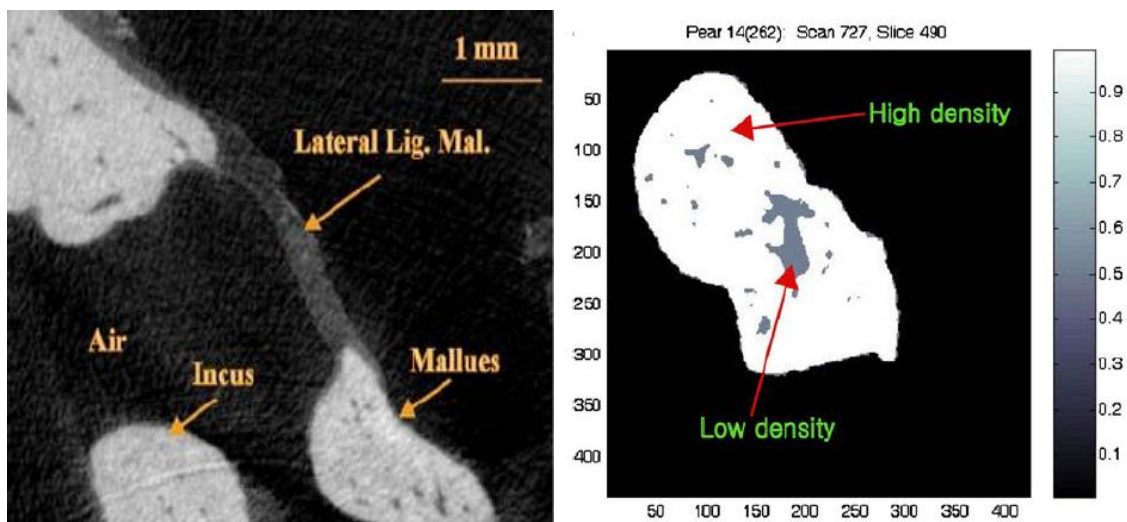 1 mm
Lateral Lig. Mal.
Air
Incus
Mallues
Pear 14(262): Scan 727, Slice 490
High density
Low density
50
100
150
200
250
300
350
400
50 100 150 200 250 300 350 400
0.9
0.8
0.7
0.6
0.5
0.4
0.3
0.2
0.1